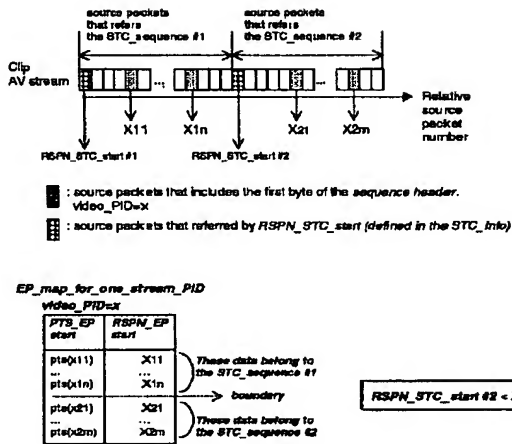 source packets
that refers
the STC_sequence #1
source packets
that refers
the STC_sequence #2
Clip
AV stream
...
...
Relative
source
packet
number
X11
X1n
X21
X2m
RSPN_STC_start #1
RSPN_STC_start #2
: source packets that includes the first byte of the sequence header.
video_PID=x
: source packets that referred by RSPN_STC_start (defined in the STC_Info)
EP_map_for_one_stream_PID
video_PID=x
PTS_EP start
RSPN_EP start
pts(x11)
X11
...
...
pts(x1n)
X1n
These data belong to
the STC_sequence #1
boundary
pts(x21)
X21
...
...
pts(x2m)
X2m
These data belong to
the STC_sequence #2
RSPN_STC_start #2 <